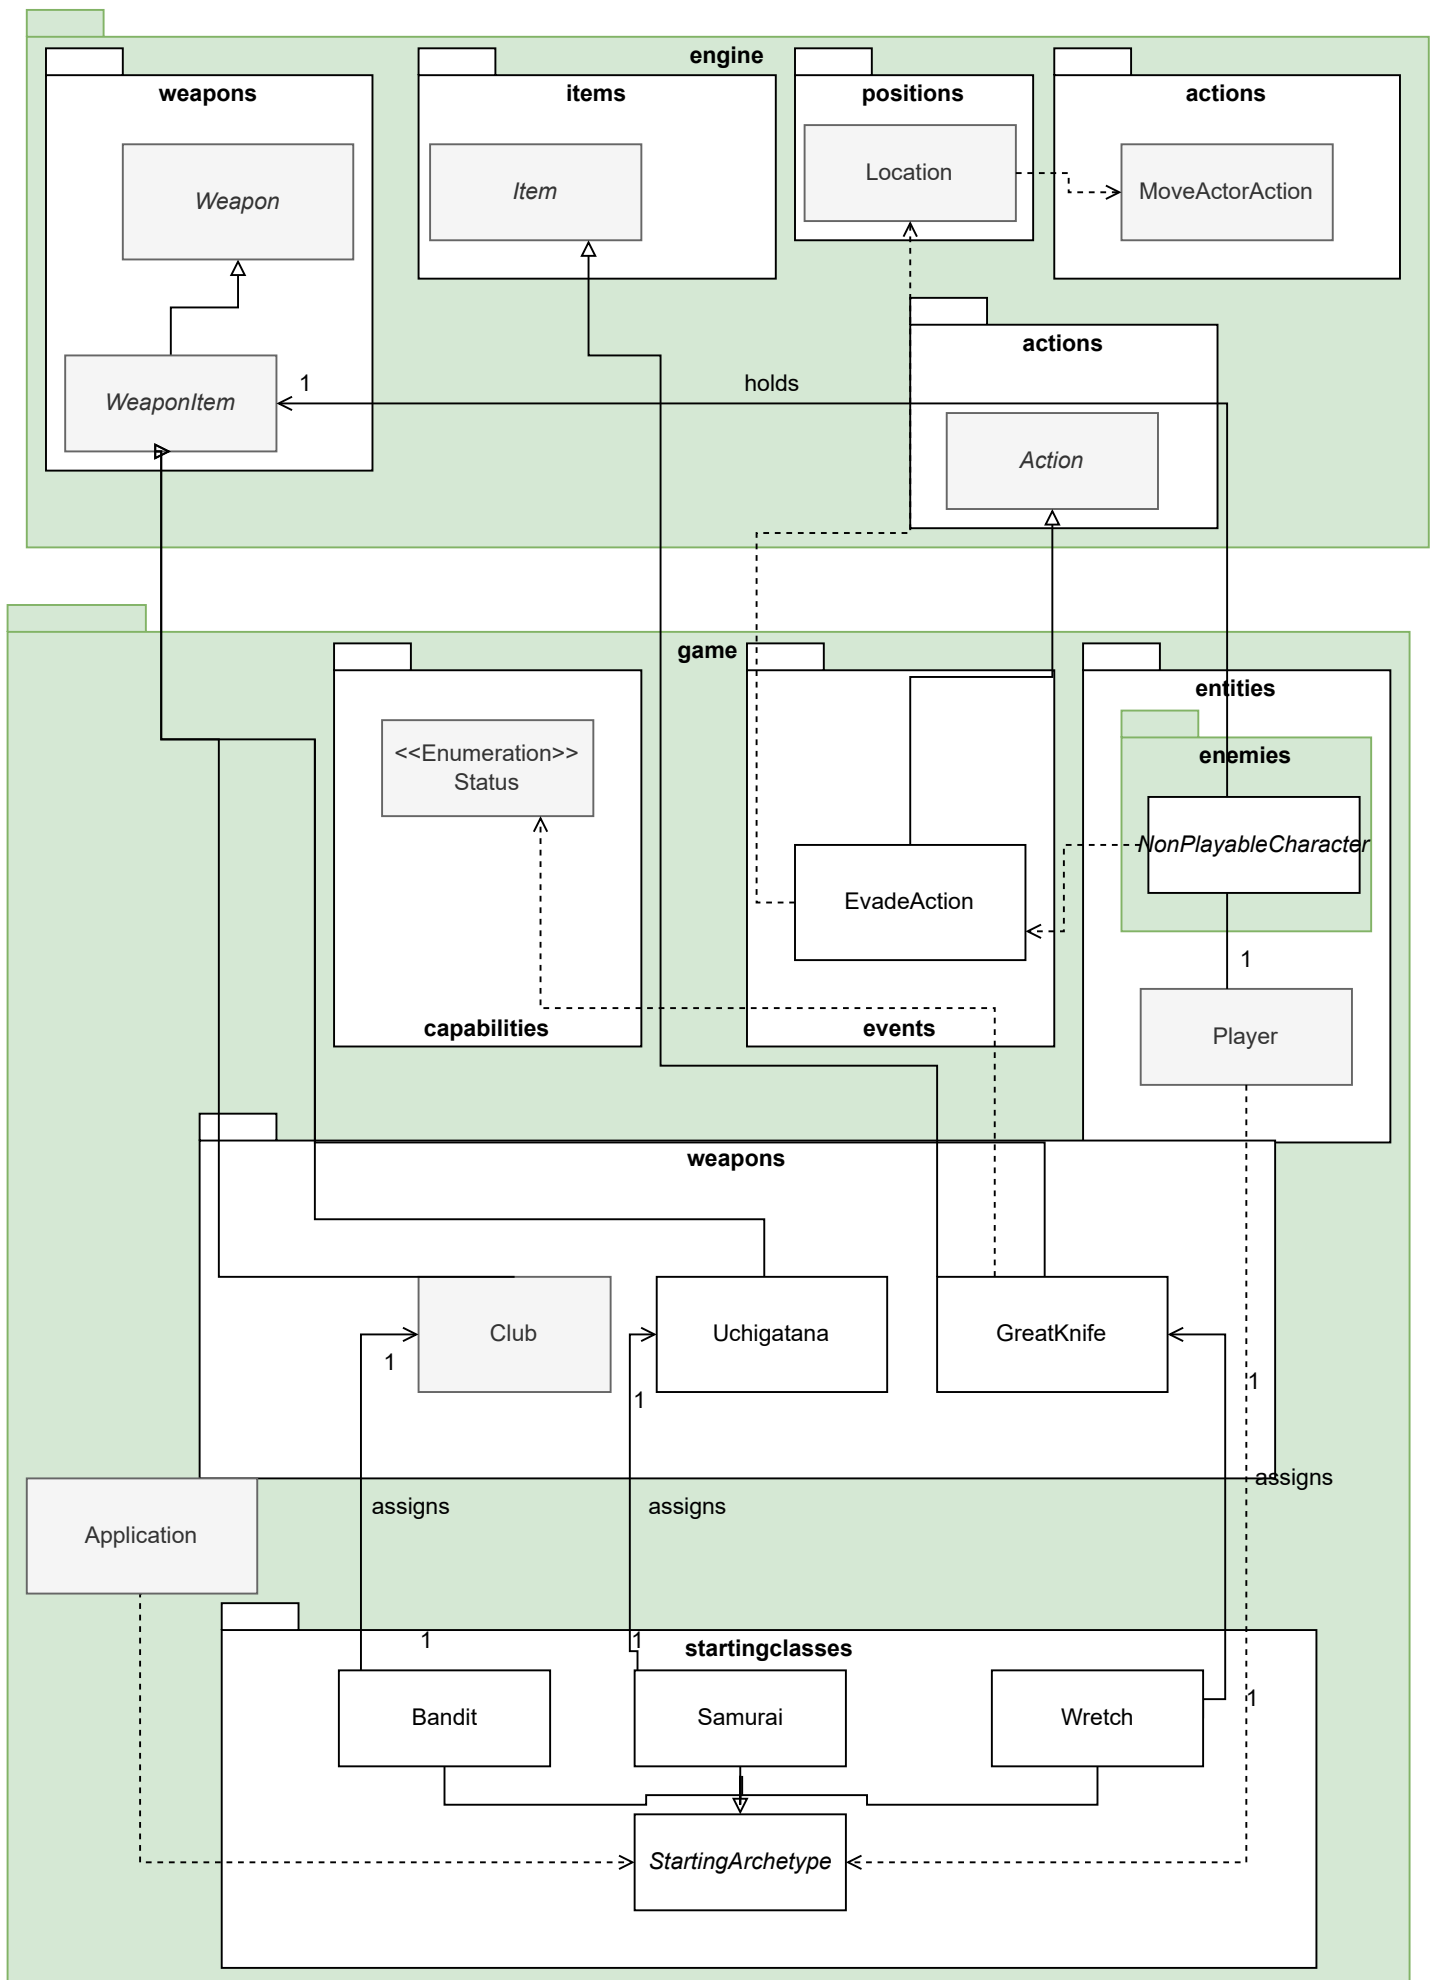 engine
weapons
items
positions
actions
Weapon
Item
Location
MoveActorAction
actions
1
holds
WeaponItem
Action
game
entities
<<Enumeration>>
Status
enemies
NonPlayableCharacter
EvadeAction
1
capabilities
events
Player
weapons
Club
Uchigatana
GreatKnife
1
1
1
assigns
assigns
assigns
Application
1
1
startingclasses
Bandit
Samurai
Wretch
1
StartingArchetype